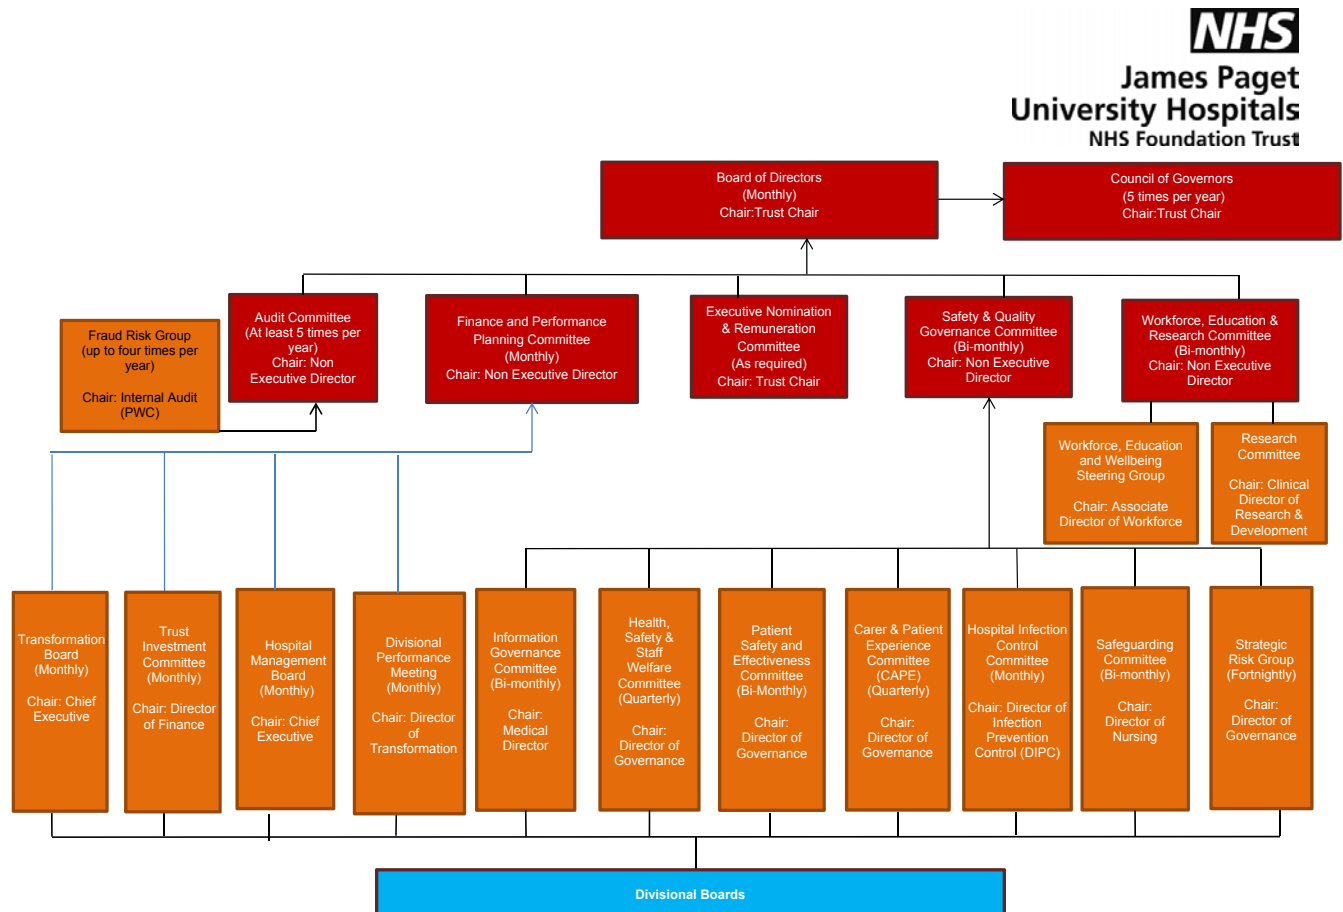 NHS
James Paget
University Hospitals
NHS Foundation Trust
Board of Directors
(Monthly)
Chair:Trust Chair
Council of Governors
(5 times per year)
Chair:Trust Chair
Fraud Risk Group
(up to four times per
year)
Chair: Internal Audit
(PWC)
Audit Committee
(At least 5 times per
year)
Chair: Non
Executive Director
Finance and Performance
Planning Committee
(Monthly)
Chair: Non Executive Director
Executive Nomination
& Remuneration
Committee
(As required)
Chair: Trust Chair
Safety & Quality
Governance Committee
(Bi-monthly)
Chair: Non Executive
Director
Workforce, Education &
Research Committee
(Bi-monthly)
Chair: Non Executive
Director
Workforce, Education
and Wellbeing
Steering Group
Chair: Associate
Director of Workforce
Research
Committee
Chair: Clinical
Director of
Research &
Development
Transformation
Board
(Monthly)
Chair: Chief
Executive
Trust
Investment
Committee
(Monthly)
Chair: Director
of Finance
Hospital
Management
Board
(Monthly)
Chair: Chief
Executive
Divisional
Performance
Meeting
(Monthly)
Chair: Director
of
Transformation
Information
Governance
Committee
(Bi-monthly)
Chair:
Medical
Director
Health,
Safety &
Staff
Welfare
Committee
(Quarterly)
Chair:
Director of
Governance
Patient
Safety and
Effectiveness
Committee
(Bi-Monthly)
Chair:
Director of
Governance
Carer & Patient
Experience
Committee
(CAPE)
(Quarterly)
Chair:
Director of
Governance
Hospital Infection
Control
Committee
(Monthly)
Chair: Director of
Infection
Prevention
Control (DIPC)
Safeguarding
Committee
(Bi-monthly)
Chair:
Director of
Nursing
Strategic
Risk Group
(Fortnightly)
Chair:
Director of
Governance
Divisional Boards